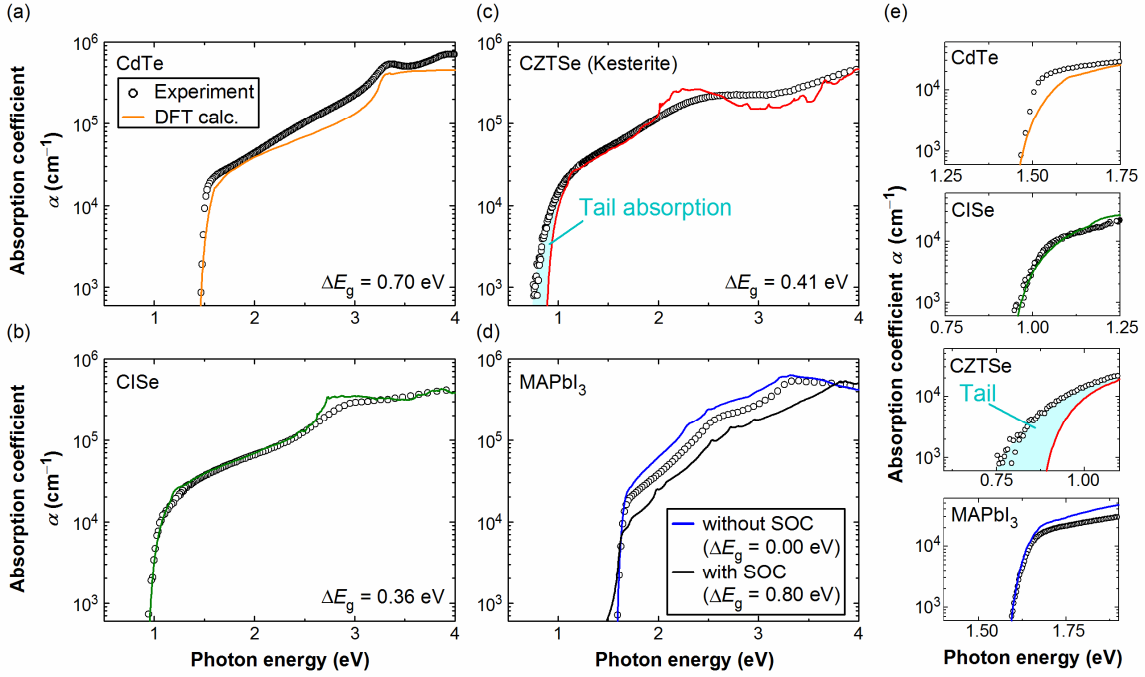 (a)
10⁶
CdTe
Experiment
DFT calc.
10⁵
10⁴
10³
ΔEg = 0.70 eV
1
2
3
4
Absorption coefficient
α (cm⁻¹)
(b)
10⁶
CISe
10⁵
10⁴
10³
ΔEg = 0.36 eV
1
2
3
4
Absorption coefficient
α (cm⁻¹)
Photon energy (eV)
(c)
CZTSe (Kesterite)
Tail absorption
ΔEg = 0.41 eV
1
2
3
4
(d)
MAPbI₃
without SOC
(ΔEg = 0.00 eV)
with SOC
(ΔEg = 0.80 eV)
1
2
3
4
Photon energy (eV)
(e)
CdTe
10⁴
10³
1.25
1.50
1.75
CISe
10⁴
10³
0.75
1.00
1.25
CZTSe
Tail
10⁴
10³
0.75
1.00
MAPbI₃
10⁴
10³
1.50
1.75
Absorption coefficient α (cm⁻¹)
Photon energy (eV)